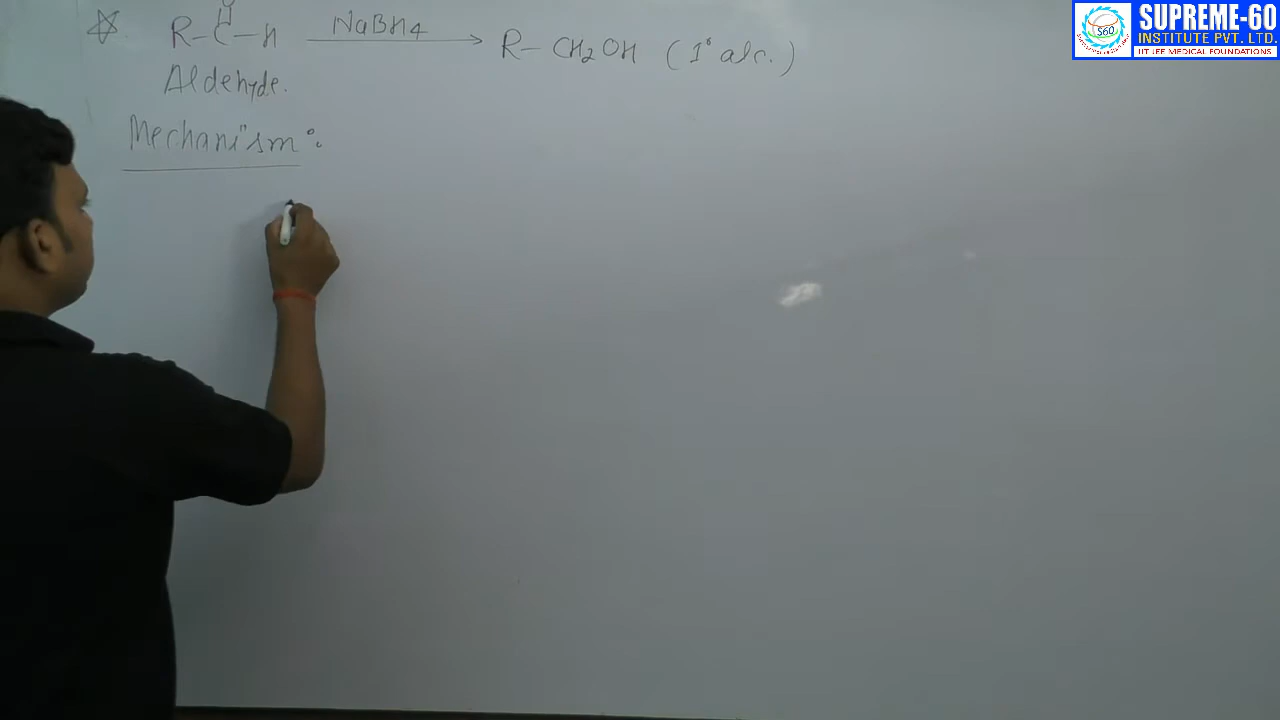 R-C-H NaBH4 R-CH2OH (1° alc.)
Aldehyde.
Mechanism:
SUPREME-60
INSTITUTE PVT. LTD.
IIT JEE MEDICAL FOUNDATIONS
S60